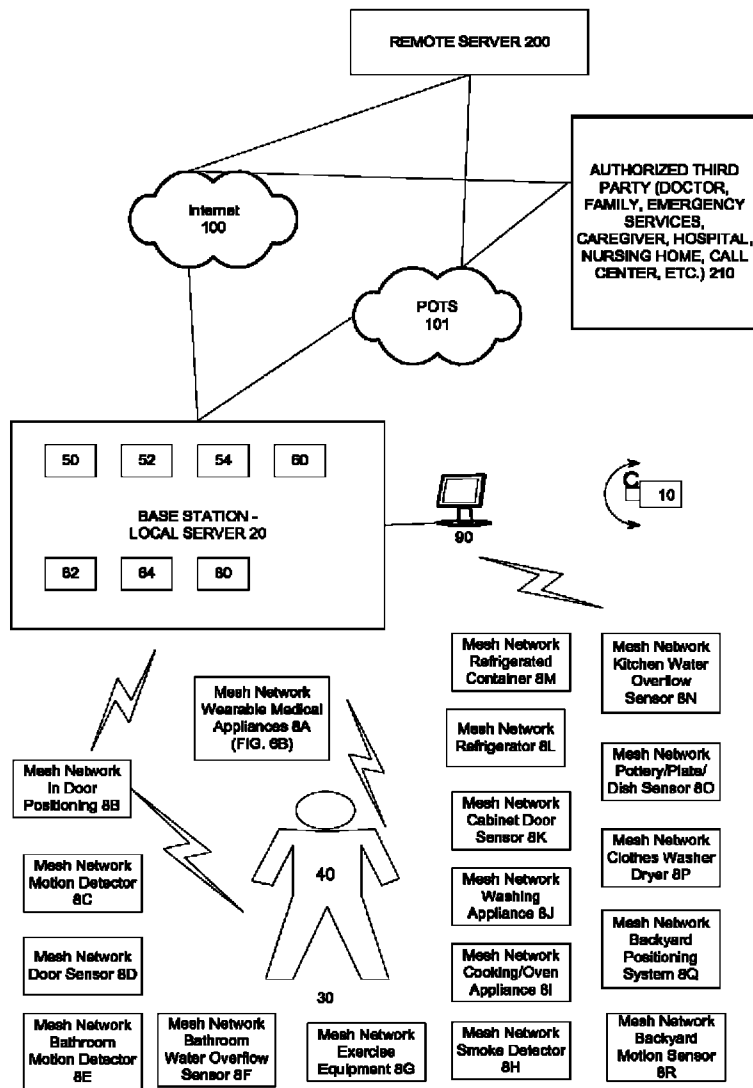 REMOTE SERVER 200
AUTHORIZED THIRD
PARTY (DOCTOR,
FAMILY, EMERGENCY
SERVICES,
CAREGIVER, HOSPITAL,
NURSING HOME, CALL
CENTER, ETC.) 210
Internet
100
POTS
101
50
52
54
60
BASE STATION -
LOCAL SERVER 20
62
64
80
90
C
10
Mesh Network
Wearable Medical
Appliances 8A
(FIG. 6B)
Mesh Network
In Door
Positioning 8B
Mesh Network
Motion Detector
8C
Mesh Network
Door Sensor 8D
Mesh Network
Bathroom
Motion Detector
8E
Mesh Network
Bathroom
Water Overflow
Sensor 8F
40
30
Mesh Network
Exercise
Equipment 8G
Mesh Network
Refrigerated
Container 8M
Mesh Network
Refrigerator 8L
Mesh Network
Cabinet Door
Sensor 8K
Mesh Network
Washing
Appliance 8J
Mesh Network
Cooking/Oven
Appliance 8I
Mesh Network
Smoke Detector
8H
Mesh Network
Kitchen Water
Overflow
Sensor 8N
Mesh Network
Pottery/Plate/
Dish Sensor 8O
Mesh Network
Clothes Washer
Dryer 8P
Mesh Network
Backyard
Positioning
System 8Q
Mesh Network
Backyard
Motion Sensor
8R